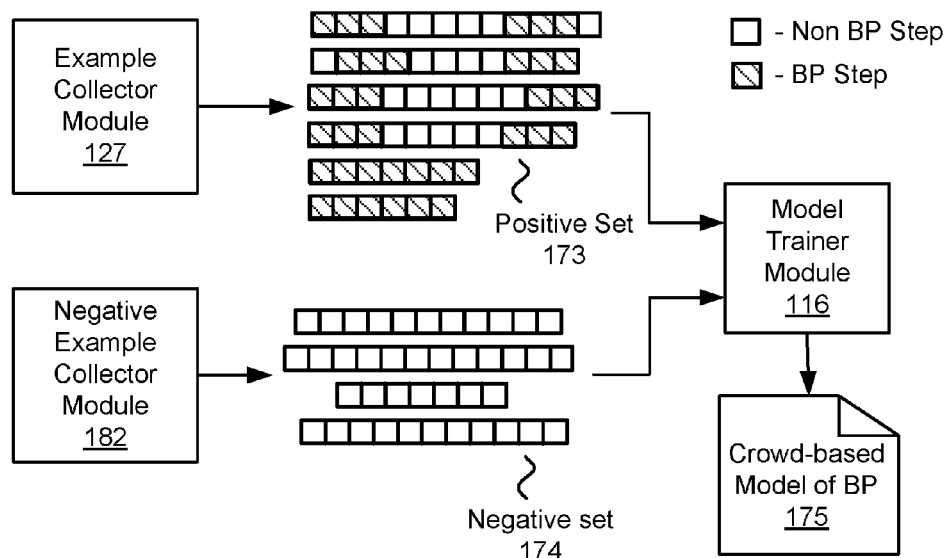 Example
Collector
Module
127
- Non BP Step
- BP Step
Positive Set
173
Model
Trainer
Module
116
Negative
Example
Collector
Module
182
Negative set
174
Crowd-based
Model of BP
175